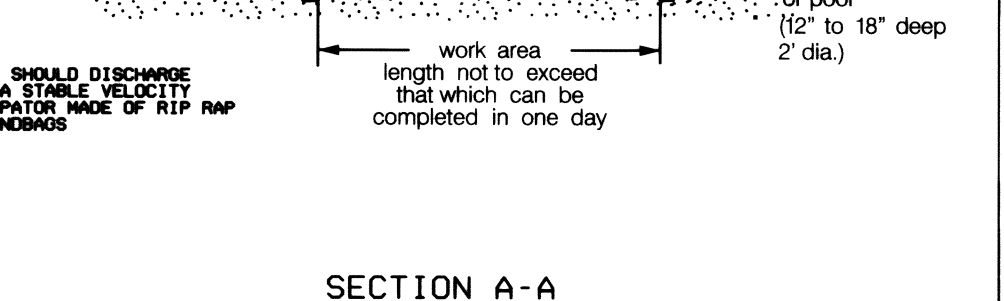 or pool
(12" to 18" deep
2' dia.)
work area
length not to exceed
that which can be
completed in one day
SHOULD DISCHARGE
A STABLE VELOCITY
PATOR MADE OF RIP RAP
NDBAGS
SECTION A-A